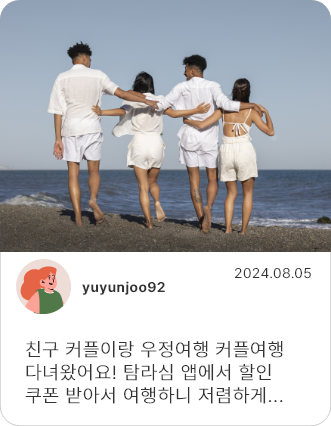 yuyunjoo92
2024.08.05
친구 커플이랑 우정여행 커플여행
다녀왔어요! 탐라심 앱에서 할인
쿠폰 받아서 여행하니 저렴하게...